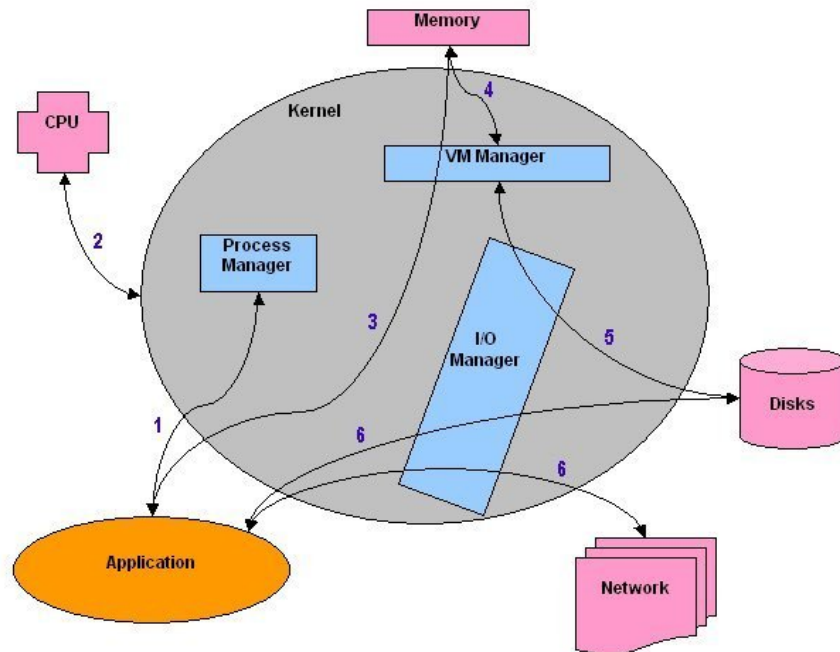 Memory
4
Kernel
CPU
VM Manager
2
Process
Manager
3
I/O
Manager
5
Disks
1
6
6
Application
Network